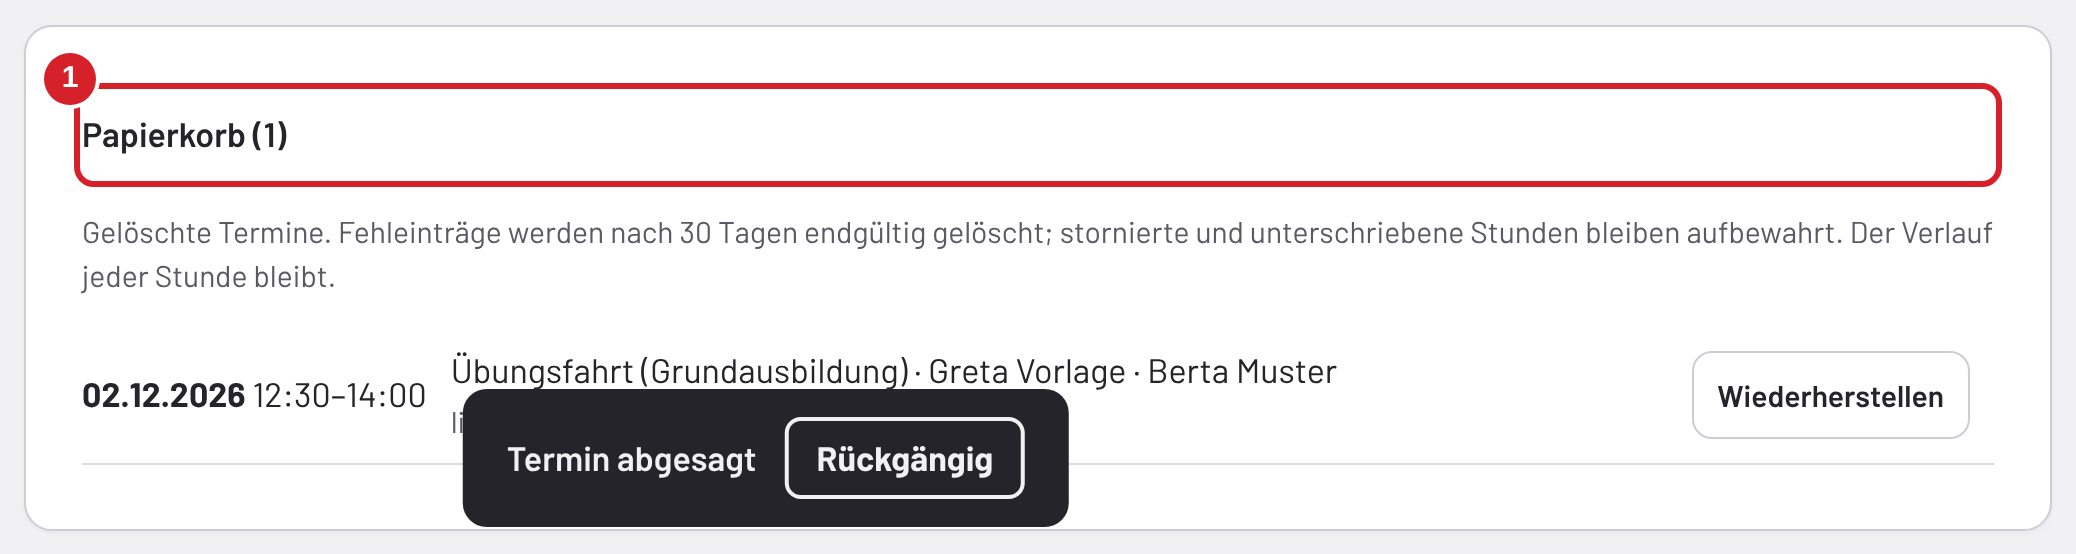 1
Papierkorb (1)
Gelöschte Termine. Fehleinträge werden nach 30 Tagen endgültig gelöscht; stornierte und unterschriebene Stunden bleiben aufbewahrt. Der Verlauf
jeder Stunde bleibt.
02.12.2026 12:30–14:00
Übungsfahrt (Grundausbildung) · Greta Vorlage · Berta Muster
Wiederherstellen
Termin abgesagt
Rückgängig